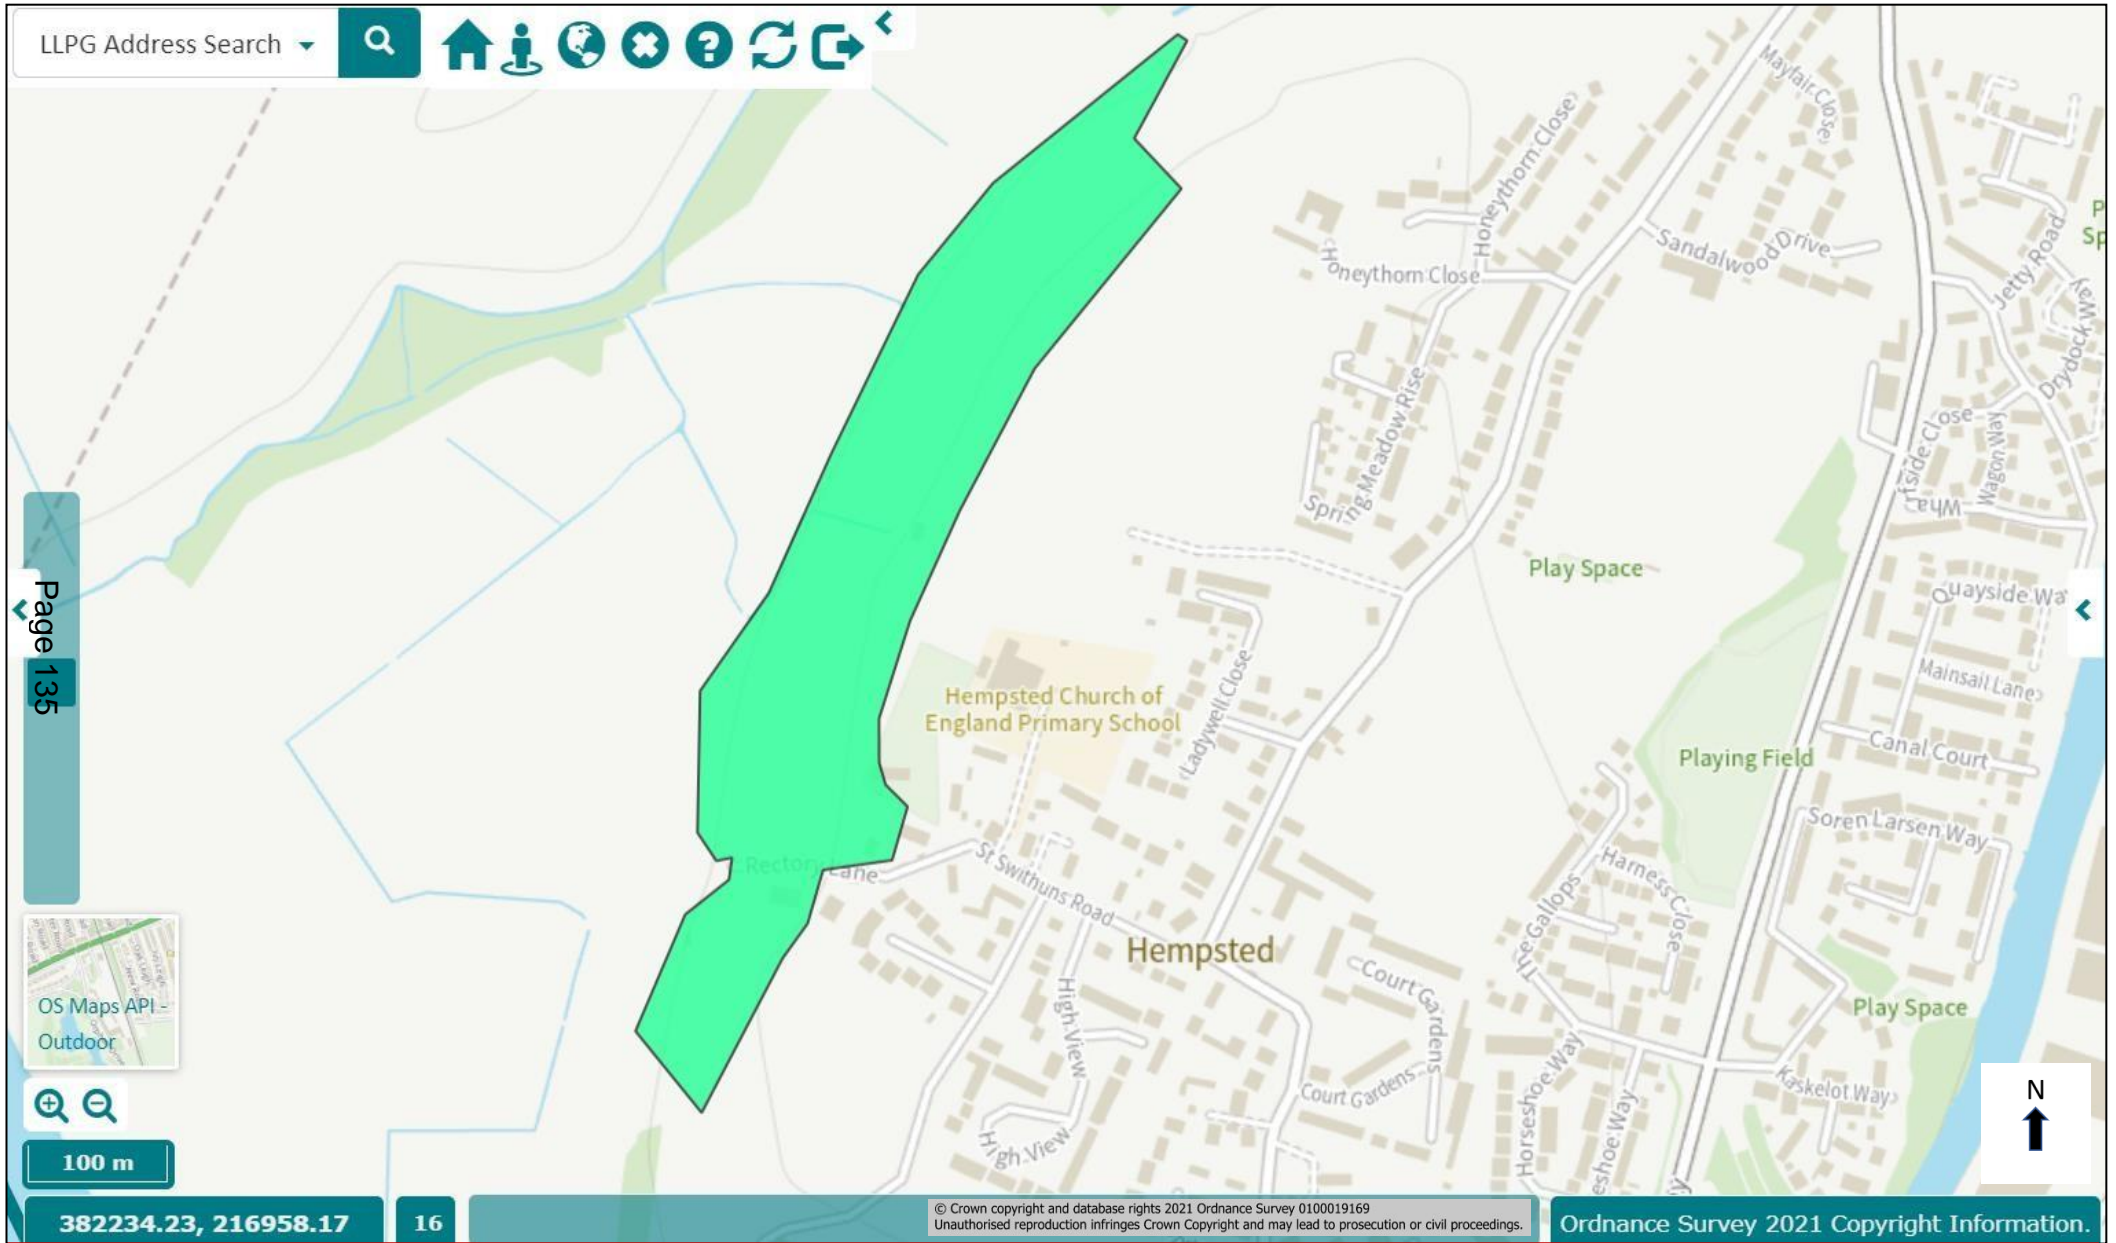 LLPG Address Search
Mayfair Close
Honeythorn Close
Honeythorn Close
Sandalwood Drive
Jetty Road
Drydock Way
Spring Meadow Rise
Wagon Way
Play Space
Quayside Wa
Page 135
Hempsted Church of
England Primary School
Ladywell Close
Mainsail Lane
Canal Court
Playing Field
Soren Larsen Way
Rectory Lane
St Swithuns Road
Harness Close
The Gallops
Hempsted
Court Gardens
High View
OS Maps API -
Outdoor
Play Space
Horseshoe Way
eshoe Way
Kaskelot Way
Court Gardens
High View
N
100 m
382234.23, 216958.17
16
© Crown copyright and database rights 2021 Ordnance Survey 0100019169
Unauthorised reproduction infringes Crown Copyright and may lead to prosecution or civil proceedings.
Ordnance Survey 2021 Copyright Information.